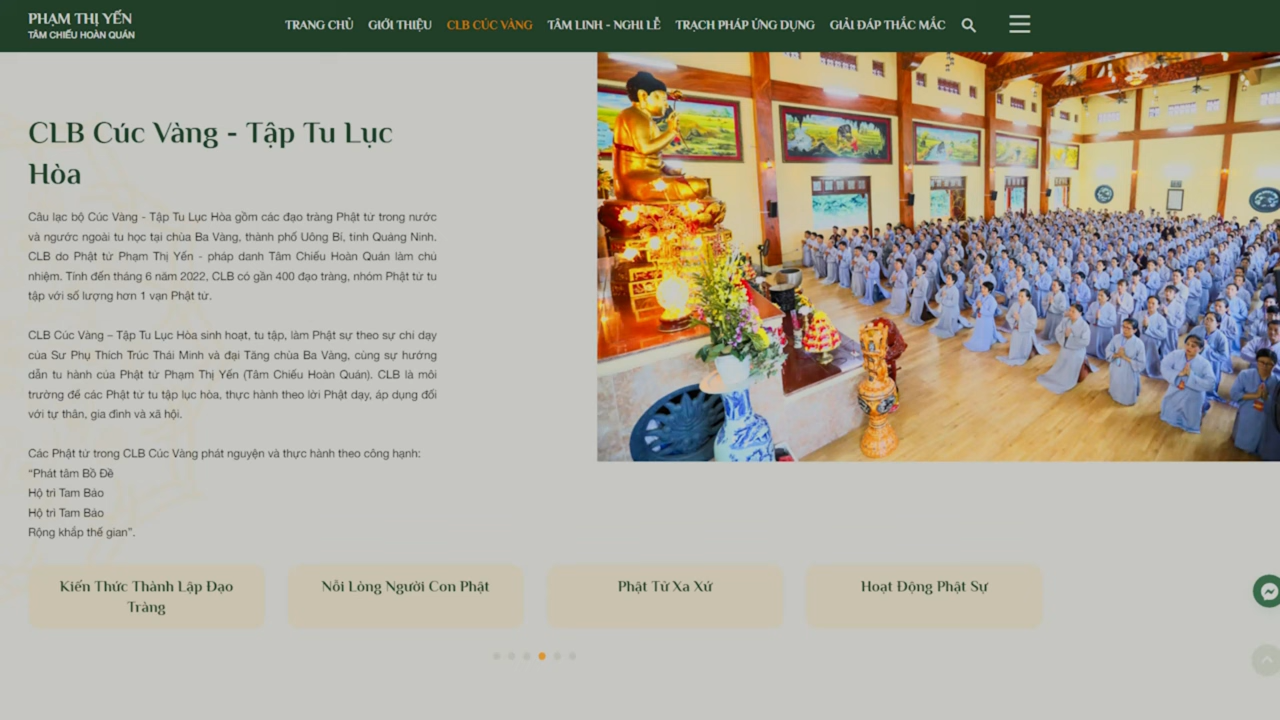 PHẠM THỊ YẾN
TÂM CHIẾU HOÀN QUÁN
TRANG CHỦ GIỚI THIỆU CLB CÚC VÀNG TÂM LINH - NGHI LỄ TRẠCH PHÁP ỨNG DỤNG GIẢI ĐÁP THẮC MẮC
CLB Cúc Vàng - Tập Tu Lục
Hòa
Câu lạc bộ Cúc Vàng - Tập Tu Lục Hòa gồm các đạo tràng Phật tử trong nước
và ngước ngoài tu học tại chùa Ba Vàng, thành phố Uông Bí, tỉnh Quảng Ninh.
CLB do Phật tử Phạm Thị Yến - pháp danh Tâm Chiếu Hoàn Quán làm chủ
nhiệm. Tính đến tháng 6 năm 2022, CLB có gần 400 đạo tràng, nhóm Phật tử tu
tập với số lượng hơn 1 vạn Phật tử.
CLB Cúc Vàng – Tập Tu Lục Hòa sinh hoạt, tu tập, làm Phật sự theo sự chỉ dạy
của Sư Phụ Thích Trúc Thái Minh và đại Tăng chùa Ba Vàng, cùng sự hướng
dẫn tu hành của Phật tử Phạm Thị Yến (Tâm Chiếu Hoàn Quán). CLB là môi
trường để các Phật tử tu tập lục hòa, thực hành theo lời Phật dạy, áp dụng đối
với tự thân, gia đình và xã hội.
Các Phật tử trong CLB Cúc Vàng phát nguyện và thực hành theo công hạnh:
“Phát tâm Bồ Đề
Hộ trì Tam Bảo
Hộ trì Tam Bảo
Rộng khắp thế gian”.
Kiến Thức Thành Lập Đạo
Tràng
Nỗi Lòng Người Con Phật
Phật Tử Xa Xứ
Hoạt Động Phật Sự